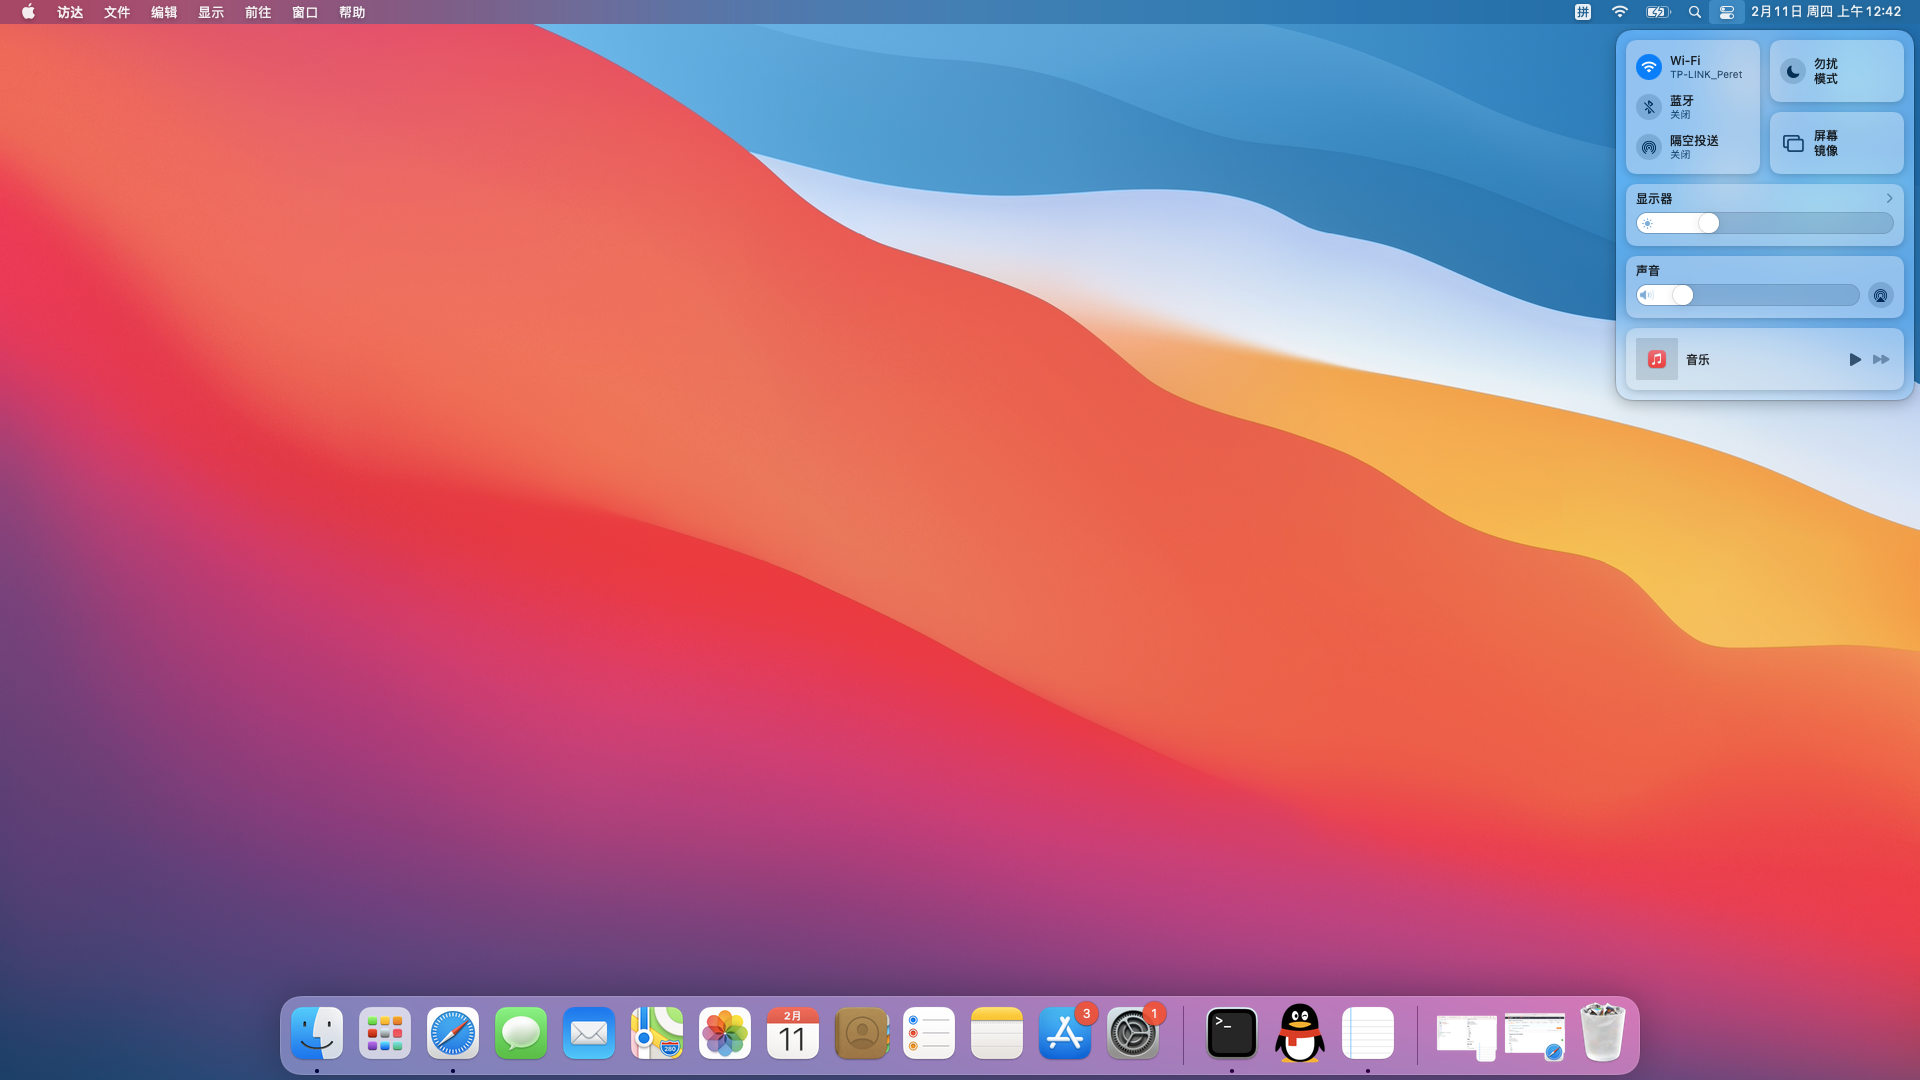 访达 文件 编辑 显示 前往 窗口 帮助 拼 2月11日 周四 上午12:42
Wi-Fi
TP-LINK_Peret
蓝牙
关闭
隔空投送
关闭
勿扰
模式
屏幕
镜像
显示器
声音
音乐
2月
11
280
3
1
>_